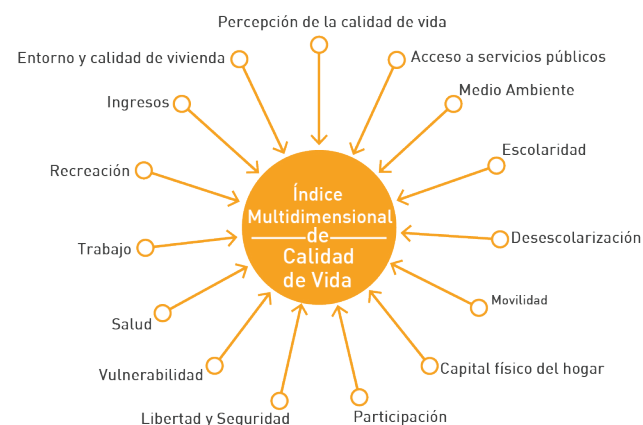 Percepción de la calidad de vida
Entorno y calidad de vivienda
Acceso a servicios públicos
Ingresos
Medio Ambiente
Recreación
Escolaridad
Índice
Multidimensional
de
Calidad
de Vida
Trabajo
Desescolarización
Salud
Movilidad
Vulnerabilidad
Capital físico del hogar
Libertad y Seguridad
Participación